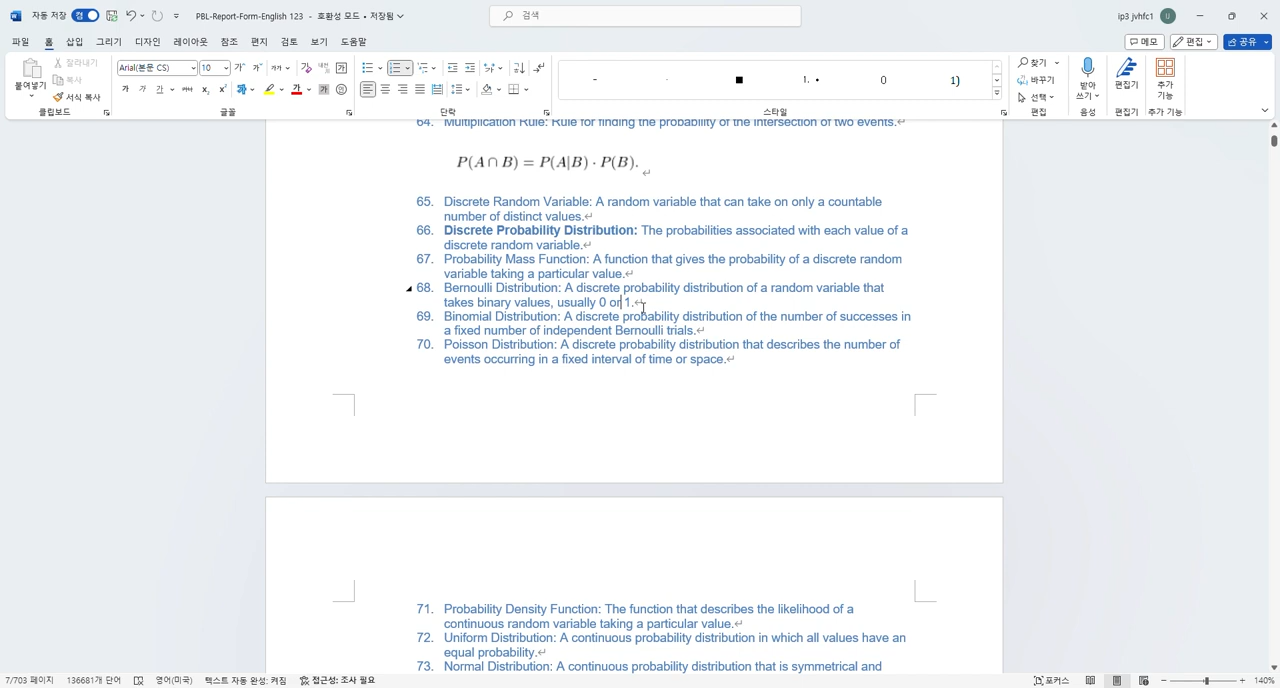 자동 저장 켬 PBL-Report-Form-English 123 - 호환성 모드 • 저장됨 검색 ip3 jvhfc1
파일 홈 삽입 그리기 디자인 레이아웃 참조 편지 검토 보기 도움말 메모 편집 공유
붙여넣기 잘라내기 복사 서식 복사
Arial(본문 CS) 10
1. • 0 1)
찾기 바꾸기 선택 받아쓰기 편집기 추가 기능
클립보드 글꼴 단락 스타일 편집 음성 편집기 추가 기능
64. Multiplication Rule: Rule for finding the probability of the intersection of two events.
P(A ∩ B) = P(A|B) · P(B).
65. Discrete Random Variable: A random variable that can take on only a countable
number of distinct values.
66. Discrete Probability Distribution: The probabilities associated with each value of a
discrete random variable.
67. Probability Mass Function: A function that gives the probability of a discrete random
variable taking a particular value.
68. Bernoulli Distribution: A discrete probability distribution of a random variable that
takes binary values, usually 0 or 1.
69. Binomial Distribution: A discrete probability distribution of the number of successes in
a fixed number of independent Bernoulli trials.
70. Poisson Distribution: A discrete probability distribution that describes the number of
events occurring in a fixed interval of time or space.
71. Probability Density Function: The function that describes the likelihood of a
continuous random variable taking a particular value.
72. Uniform Distribution: A continuous probability distribution in which all values have an
equal probability.
73. Normal Distribution: A continuous probability distribution that is symmetrical and
7/703 페이지 136681개 단어 영어(미국) 텍스트 자동 완성: 켜짐 접근성: 조사 필요 포커스 140%